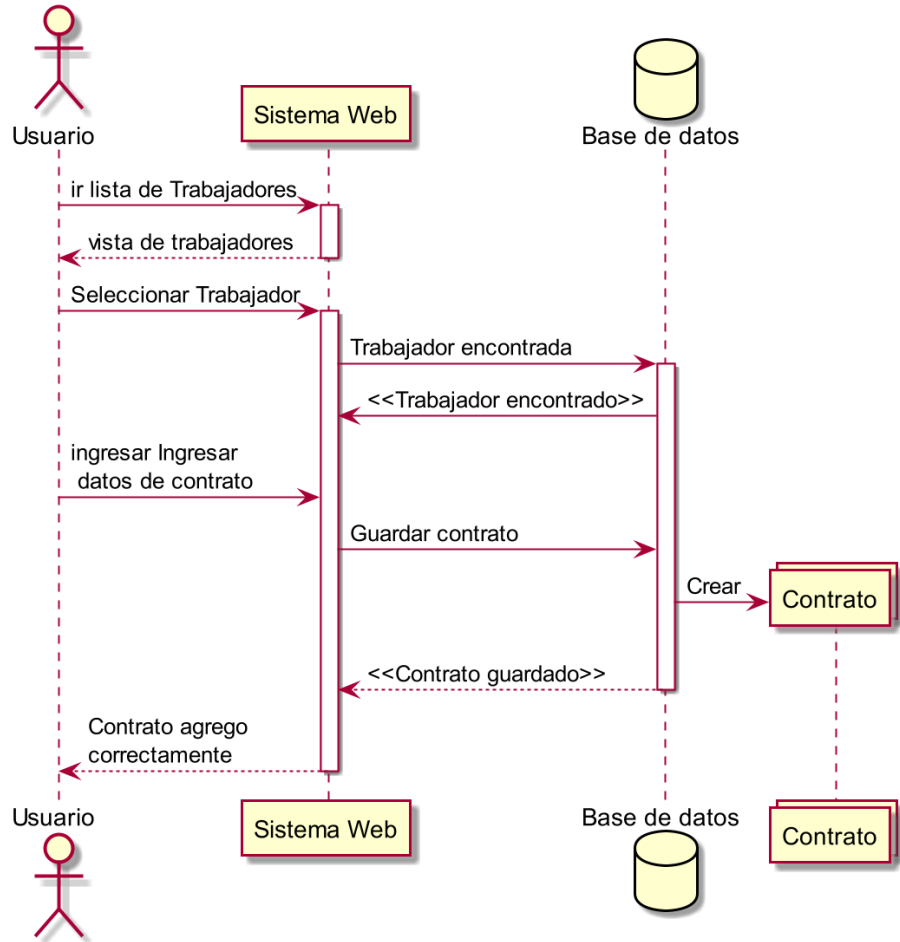 Usuario
Sistema Web
Base de datos
ir lista de Trabajadores
vista de trabajadores
Seleccionar Trabajador
Trabajador encontrada
<<Trabajador encontrado>>
ingresar Ingresar
datos de contrato
Guardar contrato
Crear
Contrato
<<Contrato guardado>>
Contrato agrego
correctamente
Usuario
Sistema Web
Base de datos
Contrato